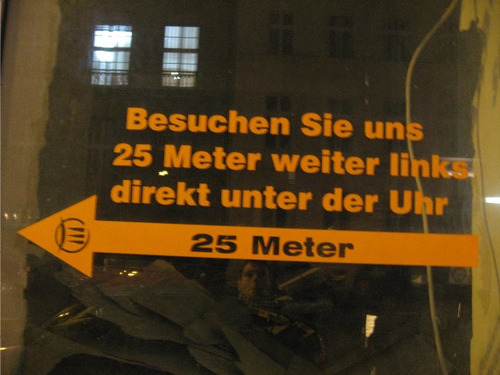 Besuchen Sie uns
25 Meter weiter links
direkt unter der Uhr
25 Meter